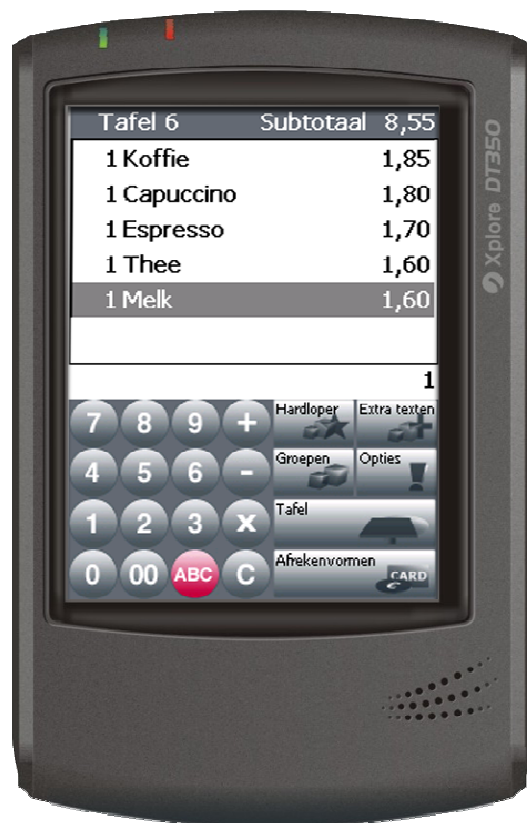 Tafel 6 Subtotaal 8,55
1 Koffie 1,85
1 Capuccino 1,80
1 Espresso 1,70
1 Thee 1,60
1 Melk 1,60
1
7 8 9 + Hardloper Extra texten
4 5 6 - Groepen Opties
1 2 3 X Tafel
0 00 ABC C Afrekenvormen CARD
Xplore DT350